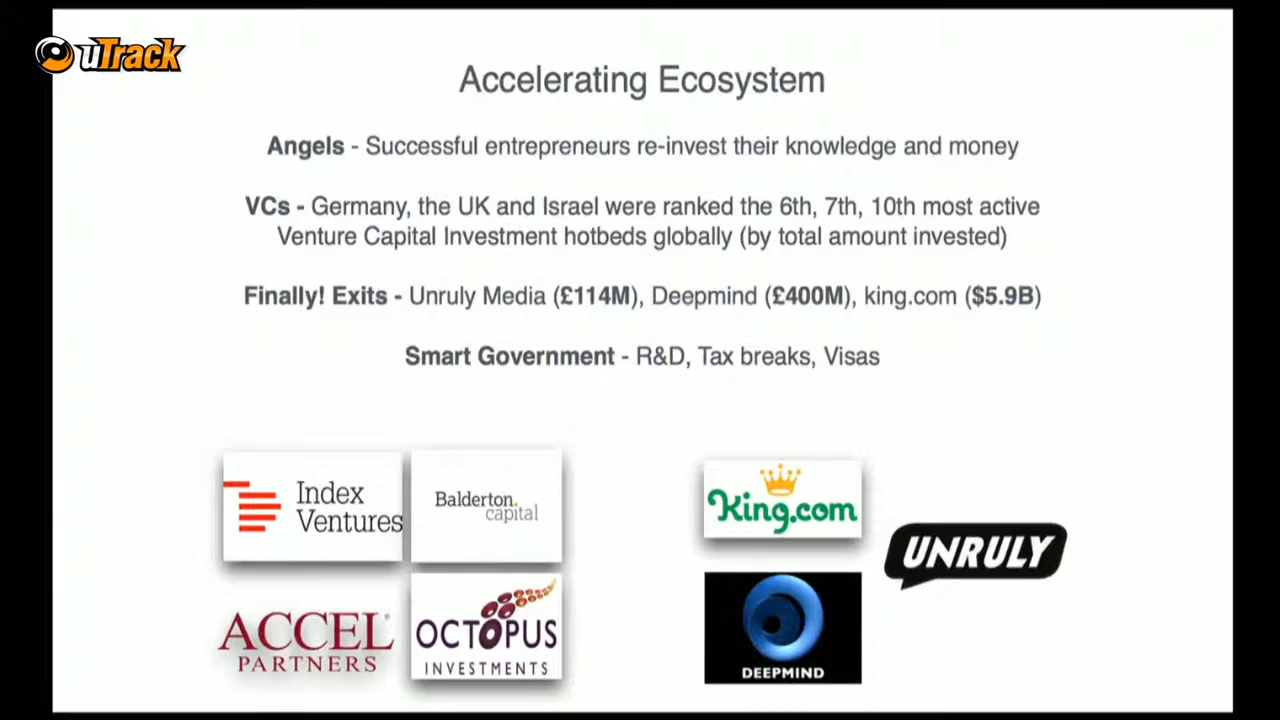 uTrack
Accelerating Ecosystem
Angels - Successful entrepreneurs re-invest their knowledge and money
VCs - Germany, the UK and Israel were ranked the 6th, 7th, 10th most active
Venture Capital Investment hotbeds globally (by total amount invested)
Finally! Exits - Unruly Media (£114M), Deepmind (£400M), king.com ($5.9B)
Smart Government - R&D, Tax breaks, Visas
Index
Ventures
Balderton.
capital
King.com
UNRULY
ACCEL®
PARTNERS
OCTOPUS
INVESTMENTS
DEEPMIND